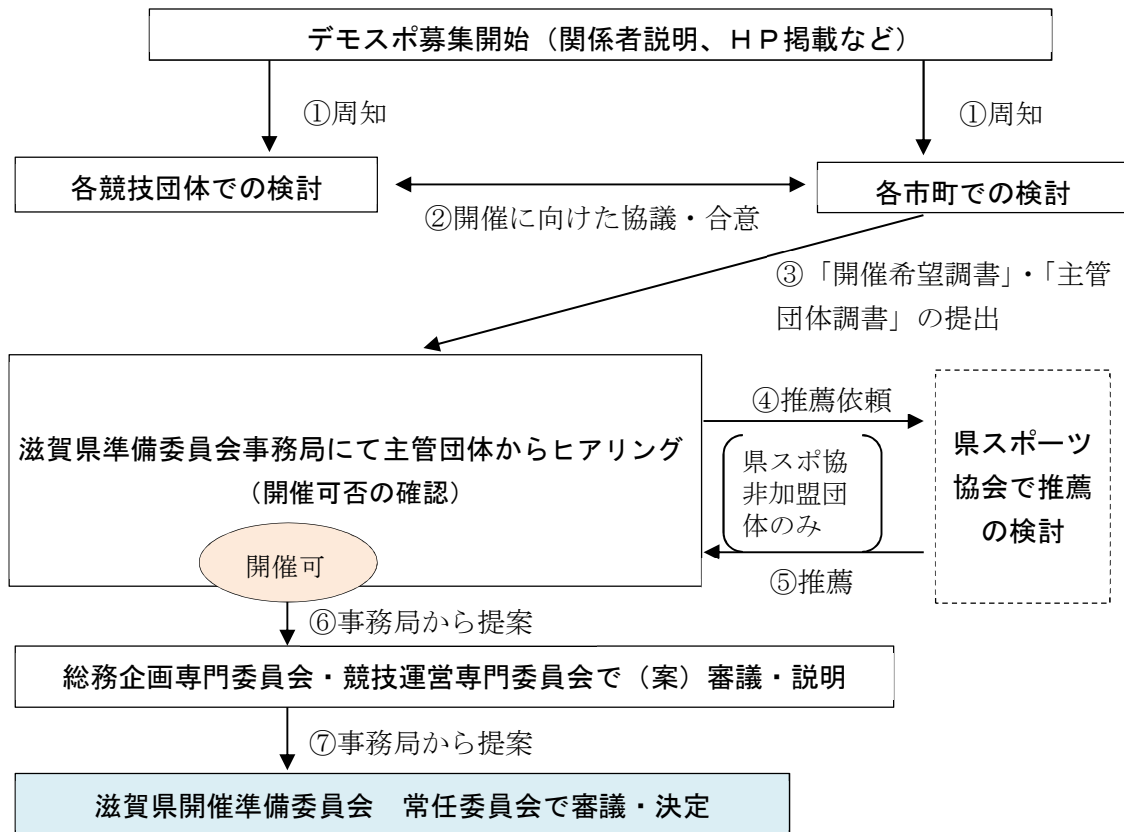 デモスポ募集開始（関係者説明、ＨＰ掲載など）
①周知
①周知
各競技団体での検討
各市町での検討
②開催に向けた協議・合意
③「開催希望調書」・「主管
団体調書」の提出
滋賀県準備委員会事務局にて主管団体からヒアリング
（開催可否の確認）
開催可
④推薦依頼
県スポ協
非加盟団
体のみ
⑤推薦
県スポーツ
協会で推薦
の検討
⑥事務局から提案
総務企画専門委員会・競技運営専門委員会で（案）審議・説明
⑦事務局から提案
滋賀県開催準備委員会　常任委員会で審議・決定